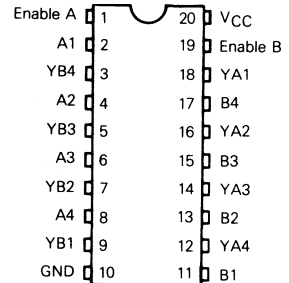 Enable A 1 20 VCC
A1 2 19 Enable B
YB4 3 18 YA1
A2 4 17 B4
YB3 5 16 YA2
A3 6 15 B3
YB2 7 14 YA3
A4 8 13 B2
YB1 9 12 YA4
GND 10 11 B1